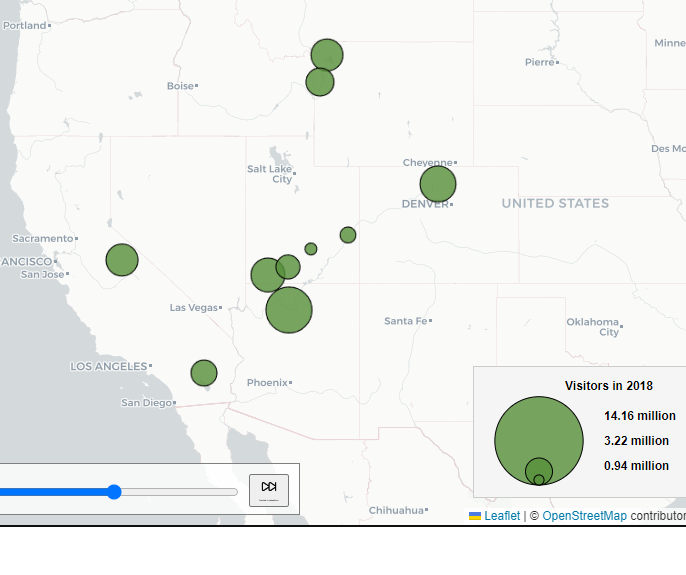 Portland
Minne
Pierre
Boise
Des Mo
Salt Lake
City
Cheyenne
DENVER
UNITED STATES
Sacramento
ANCISCO
San Jose
Las Vegas
Santa Fe
Oklahoma
City
LOS ANGELES
Phoenix
San Diego
Visitors in 2018
14.16 million
3.22 million
0.94 million
Chihuahua
Leaflet | © OpenStreetMap contributor